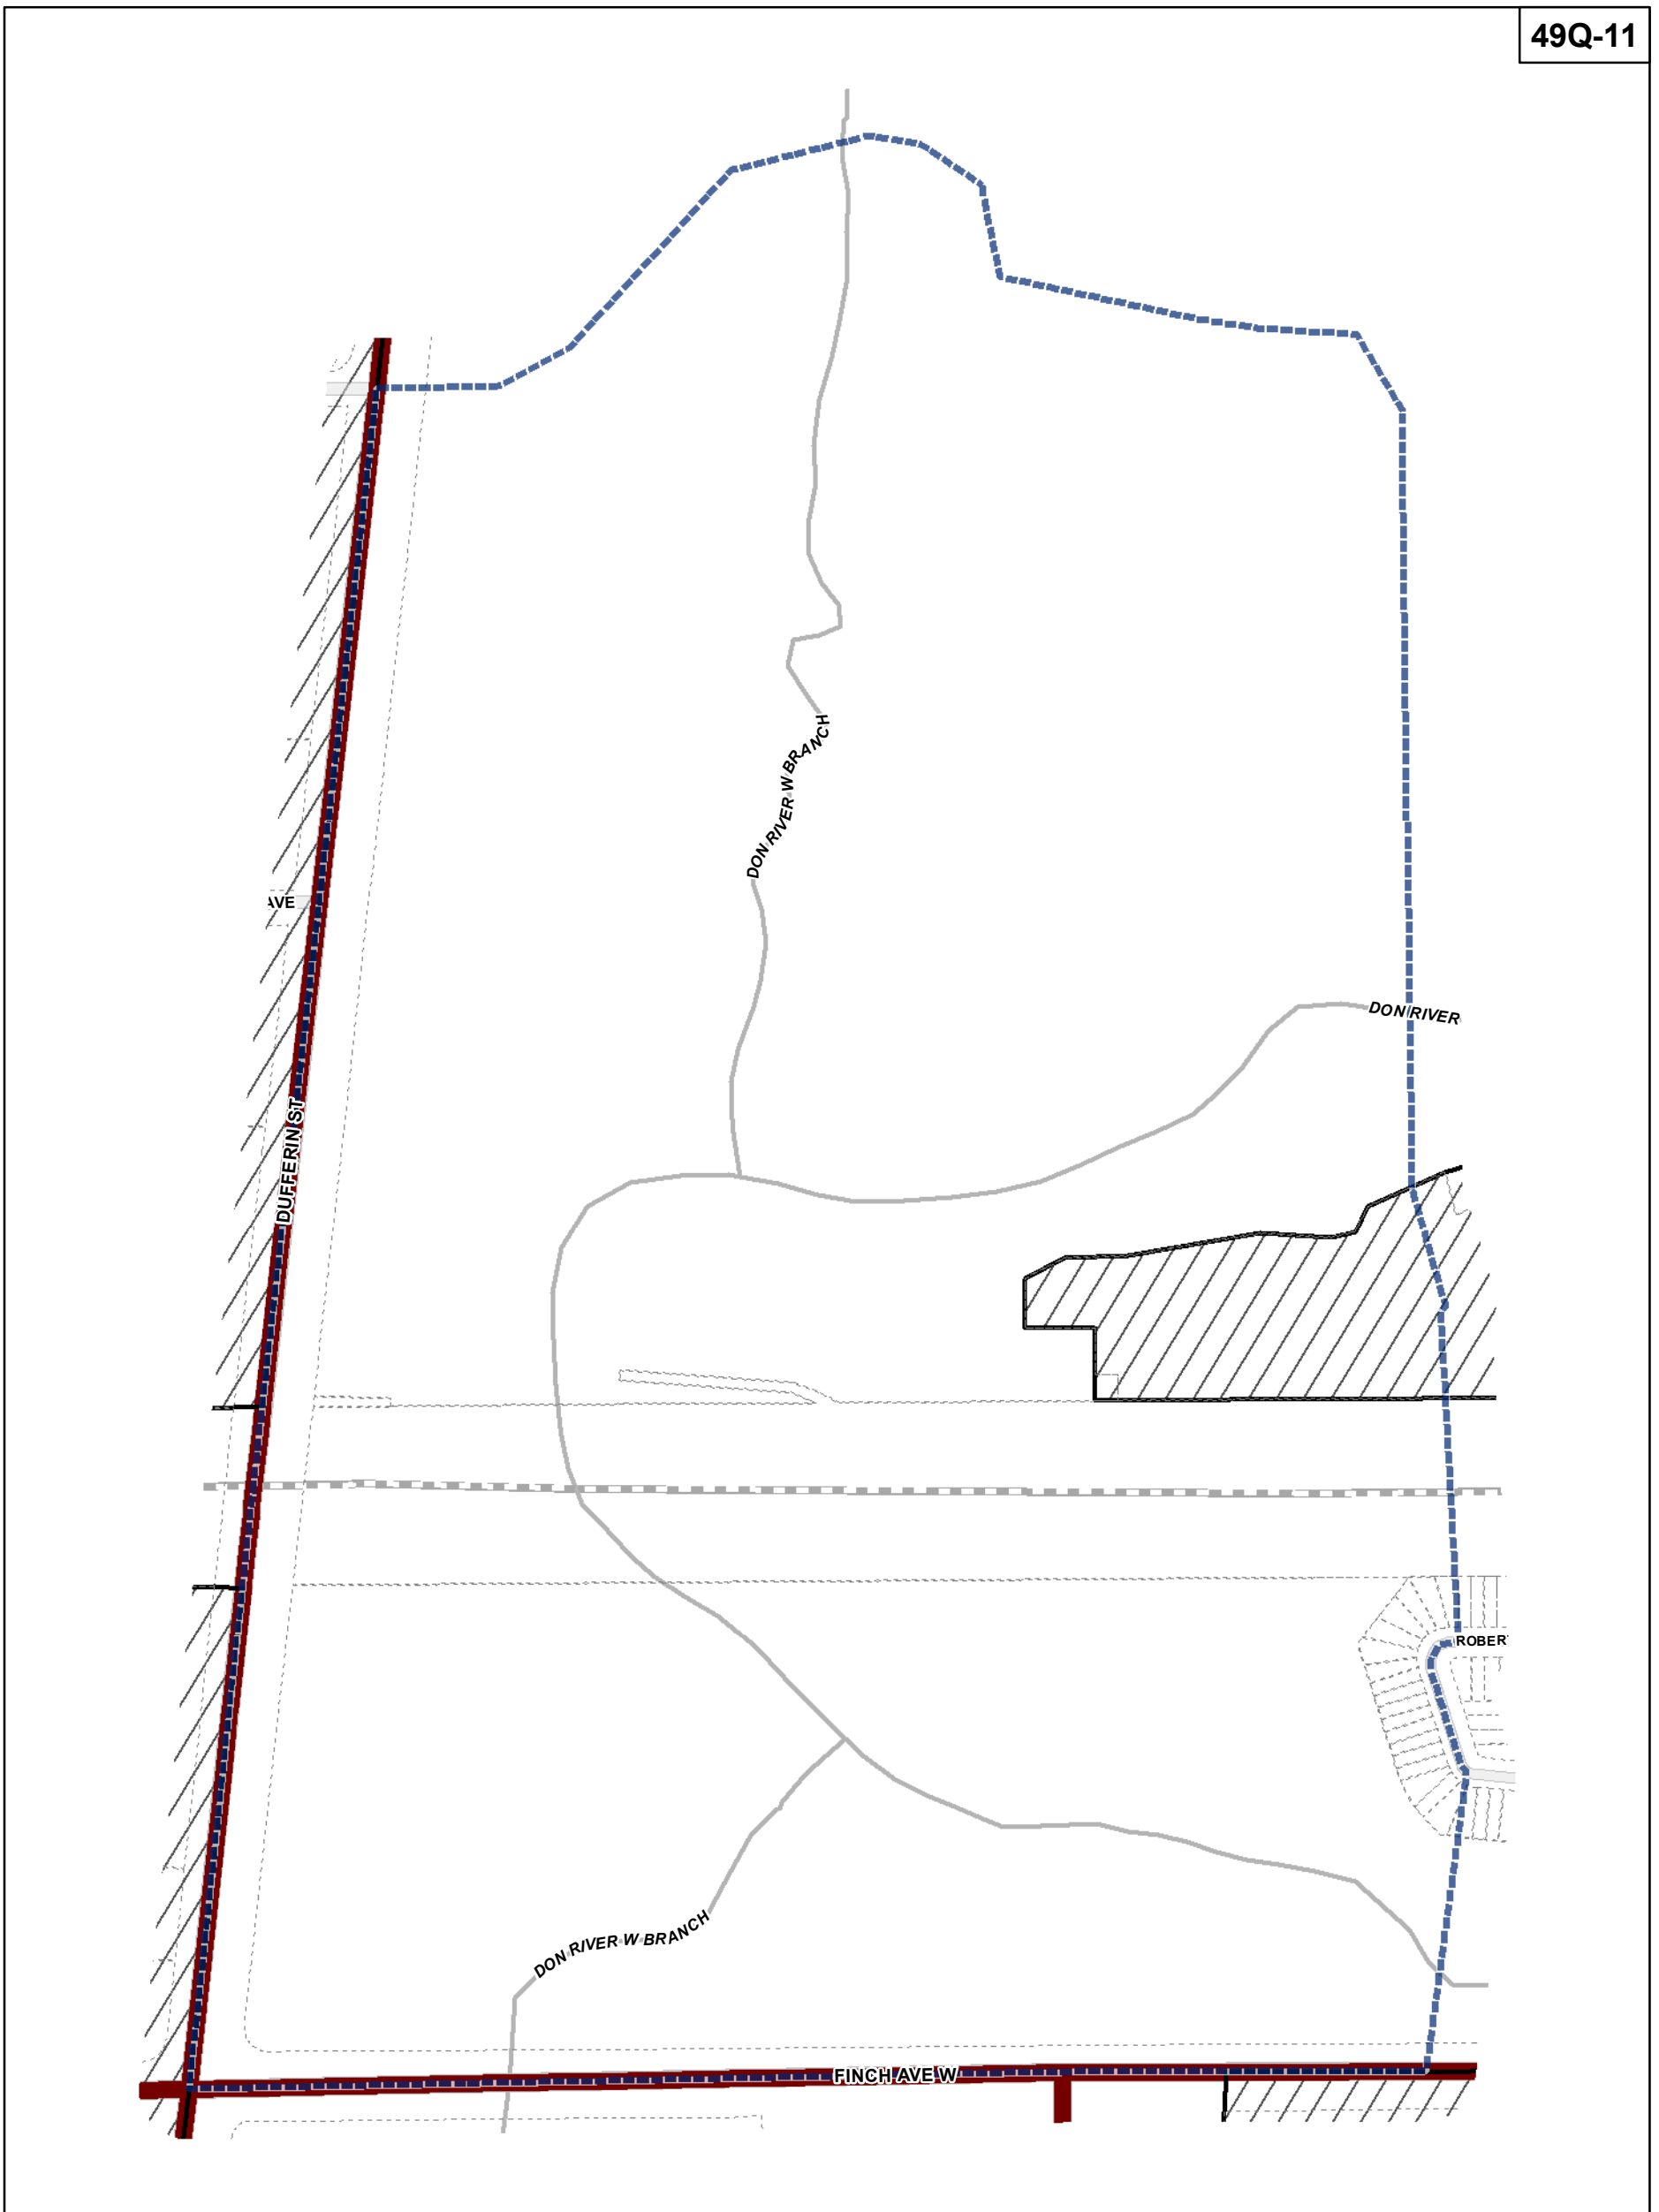 49Q-11
DON RIVER W BRANCH
AVE
DON RIVER
DUFFERIN ST
ROBER
DON RIVER W BRANCH
FINCH AVE W